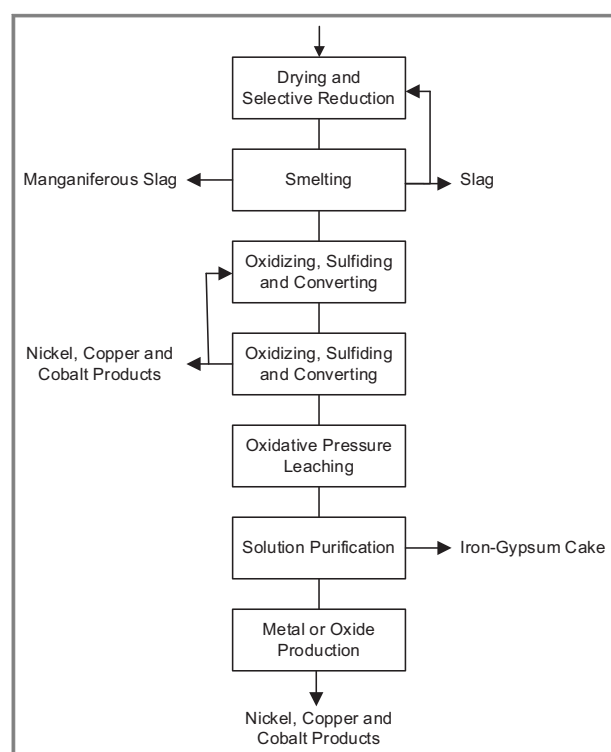 Drying and
Selective Reduction
Manganiferous Slag
Smelting
Slag
Oxidizing, Sulfiding
and Converting
Nickel, Copper and
Cobalt Products
Oxidizing, Sulfiding
and Converting
Oxidative Pressure
Leaching
Solution Purification
Iron-Gypsum Cake
Metal or Oxide
Production
Nickel, Copper and
Cobalt Products